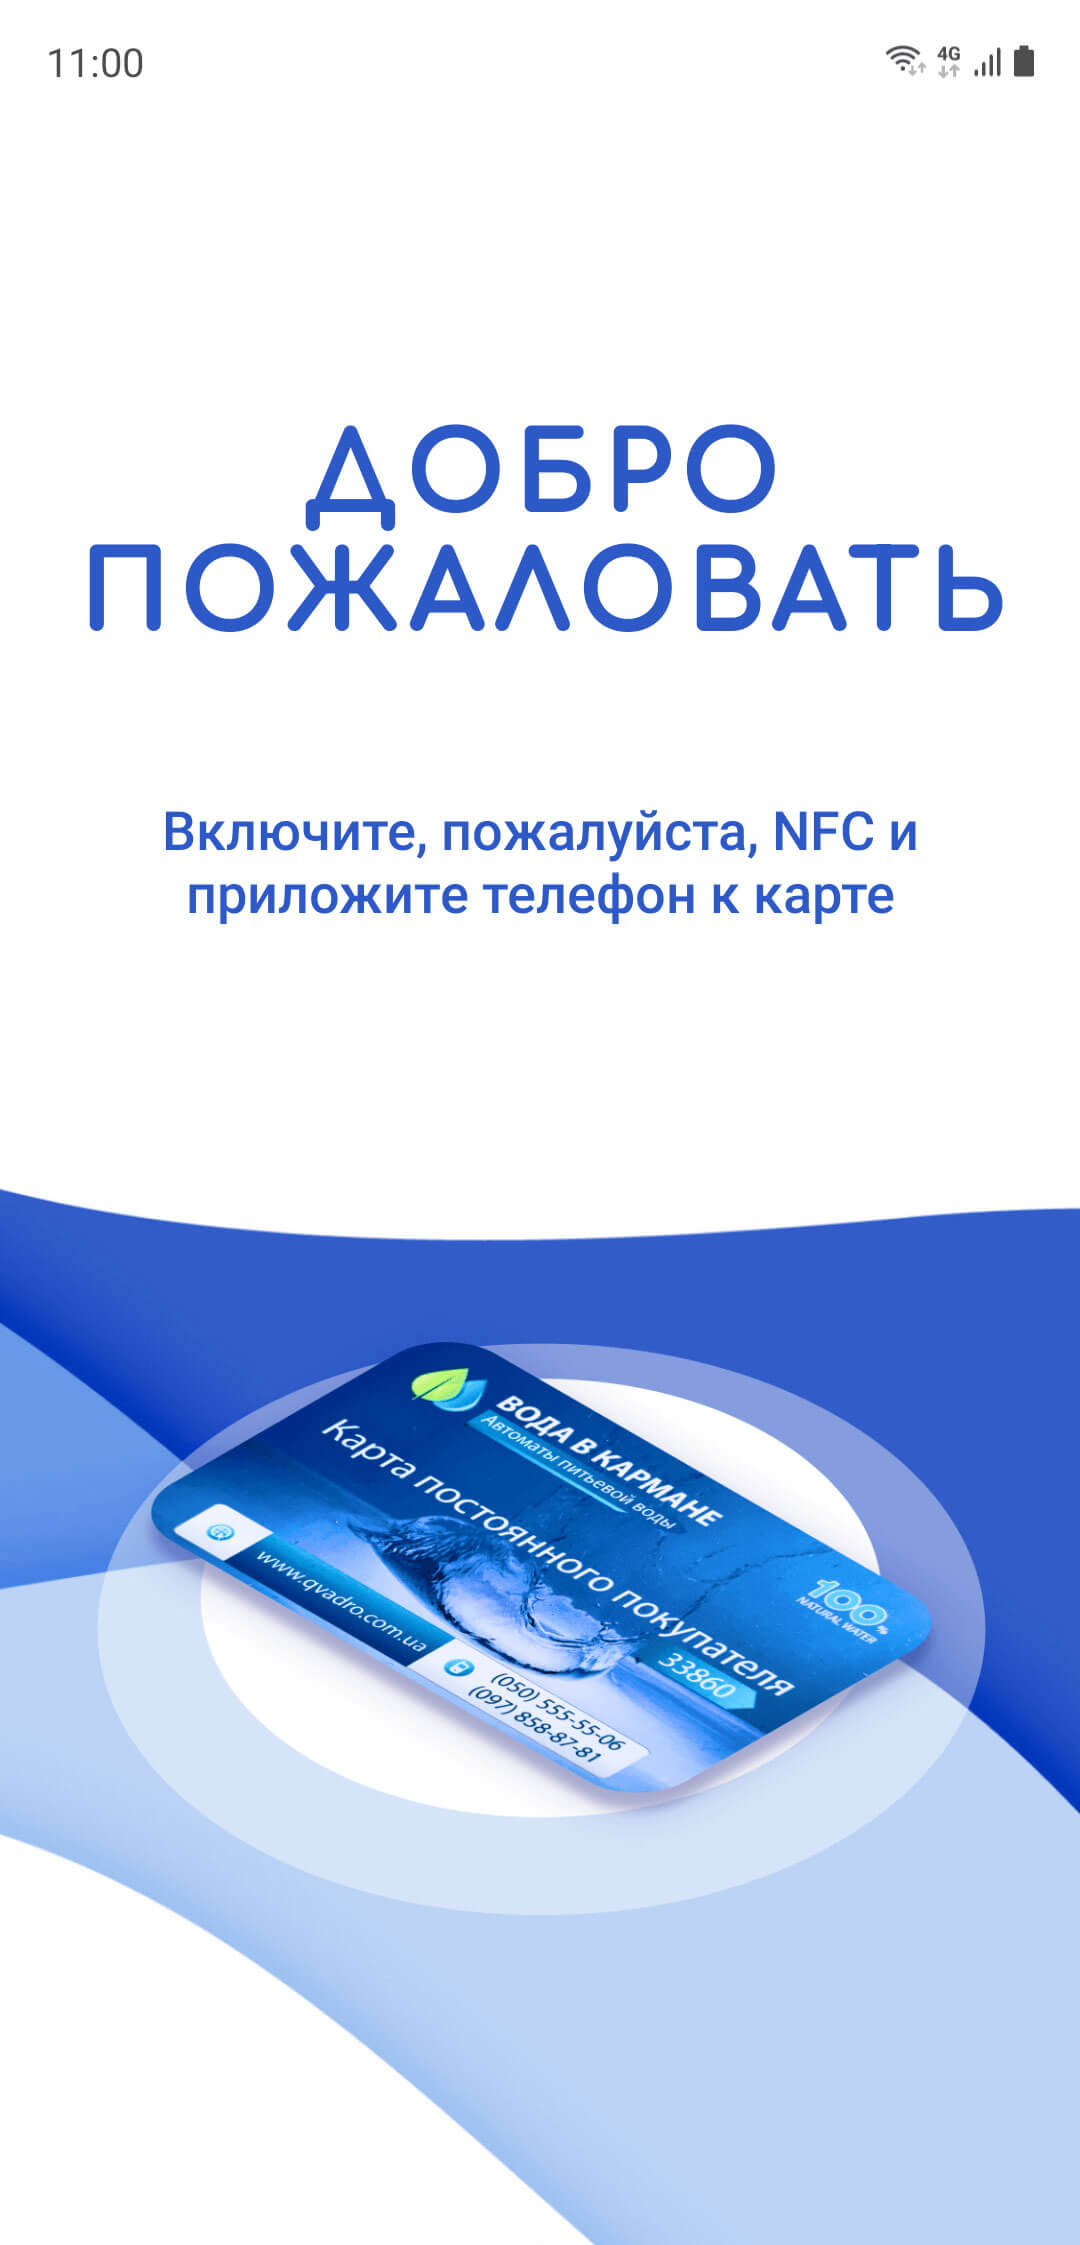 11:00
4G
ДОБРО
ПОЖАЛОВАТЬ
Включите, пожалуйста, NFC и
приложите телефон к карте
ВОДА В КАРМАНЕ
Автоматы питьевой воды
Карта постоянного покупателя
100%
NATURAL WATER
33860
www.qvadro.com.ua
(050) 555-55-06
(097) 858-87-81